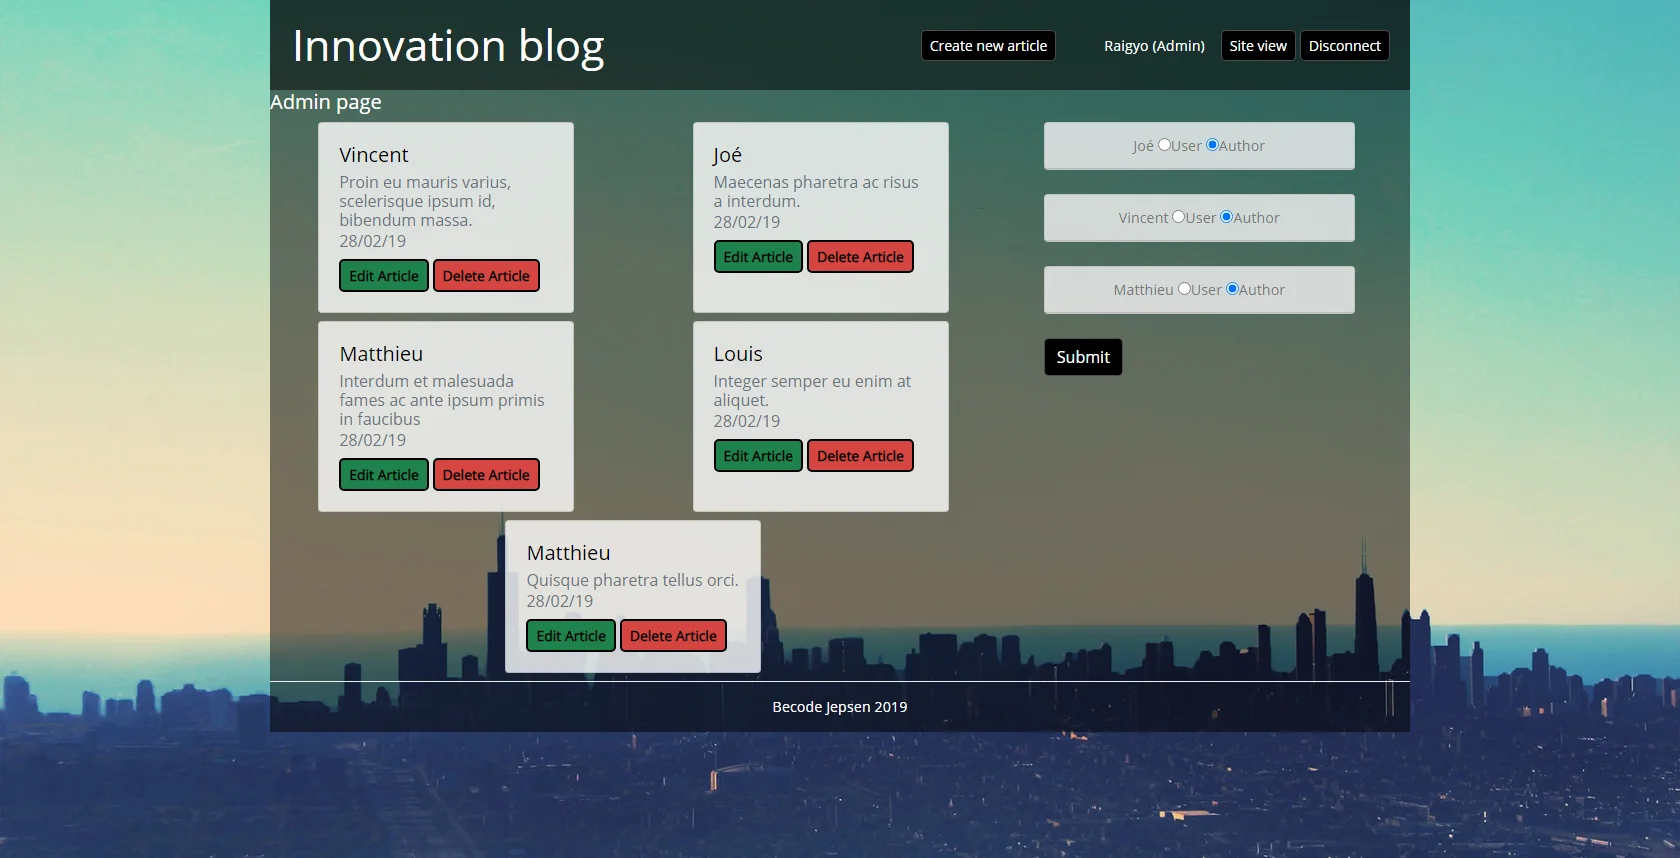 Innovation blog
Create new article
Raigyo (Admin)
Site view
Disconnect
Admin page
Vincent
Proin eu mauris varius,
scelerisque ipsum id,
bibendum massa.
28/02/19
Edit Article
Delete Article
Joé
Maecenas pharetra ac risus
a interdum.
28/02/19
Edit Article
Delete Article
Matthieu
Interdum et malesuada
fames ac ante ipsum primis
in faucibus
28/02/19
Edit Article
Delete Article
Louis
Integer semper eu enim at
aliquet.
28/02/19
Edit Article
Delete Article
Matthieu
Quisque pharetra tellus orci.
28/02/19
Edit Article
Delete Article
Joé User Author
Vincent User Author
Matthieu User Author
Submit
Becode Jepsen 2019